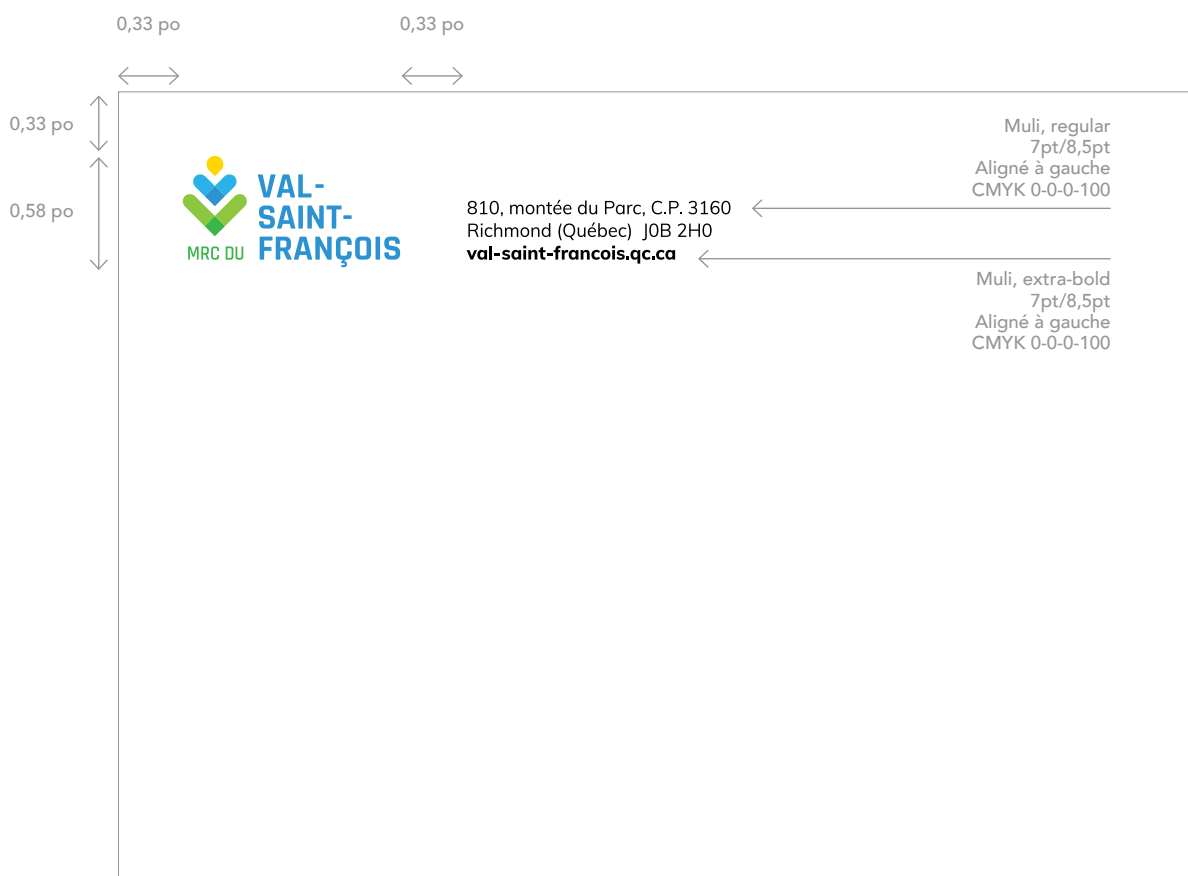 0,33 po
0,33 po
0,33 po
0,58 po
VAL-
SAINT-
MRC DU FRANÇOIS
810, montée du Parc, C.P. 3160
Richmond (Québec)  J0B 2H0
val-saint-francois.qc.ca
Muli, regular
7pt/8,5pt
Aligné à gauche
CMYK 0-0-0-100
Muli, extra-bold
7pt/8,5pt
Aligné à gauche
CMYK 0-0-0-100